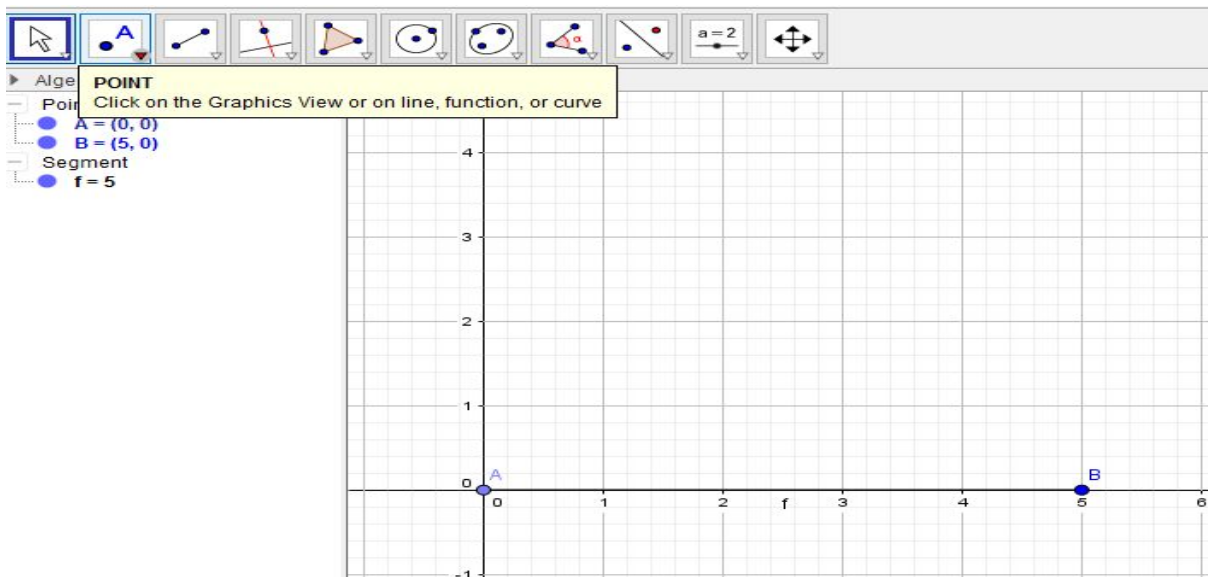 A
α
a = 2
Alge
POINT
Click on the Graphics View or on line, function, or curve
Poin
A = (0, 0)
B = (5, 0)
Segment
f = 5
4
3
2
1
0
A
B
0
1
2
f
3
4
5
6
-1